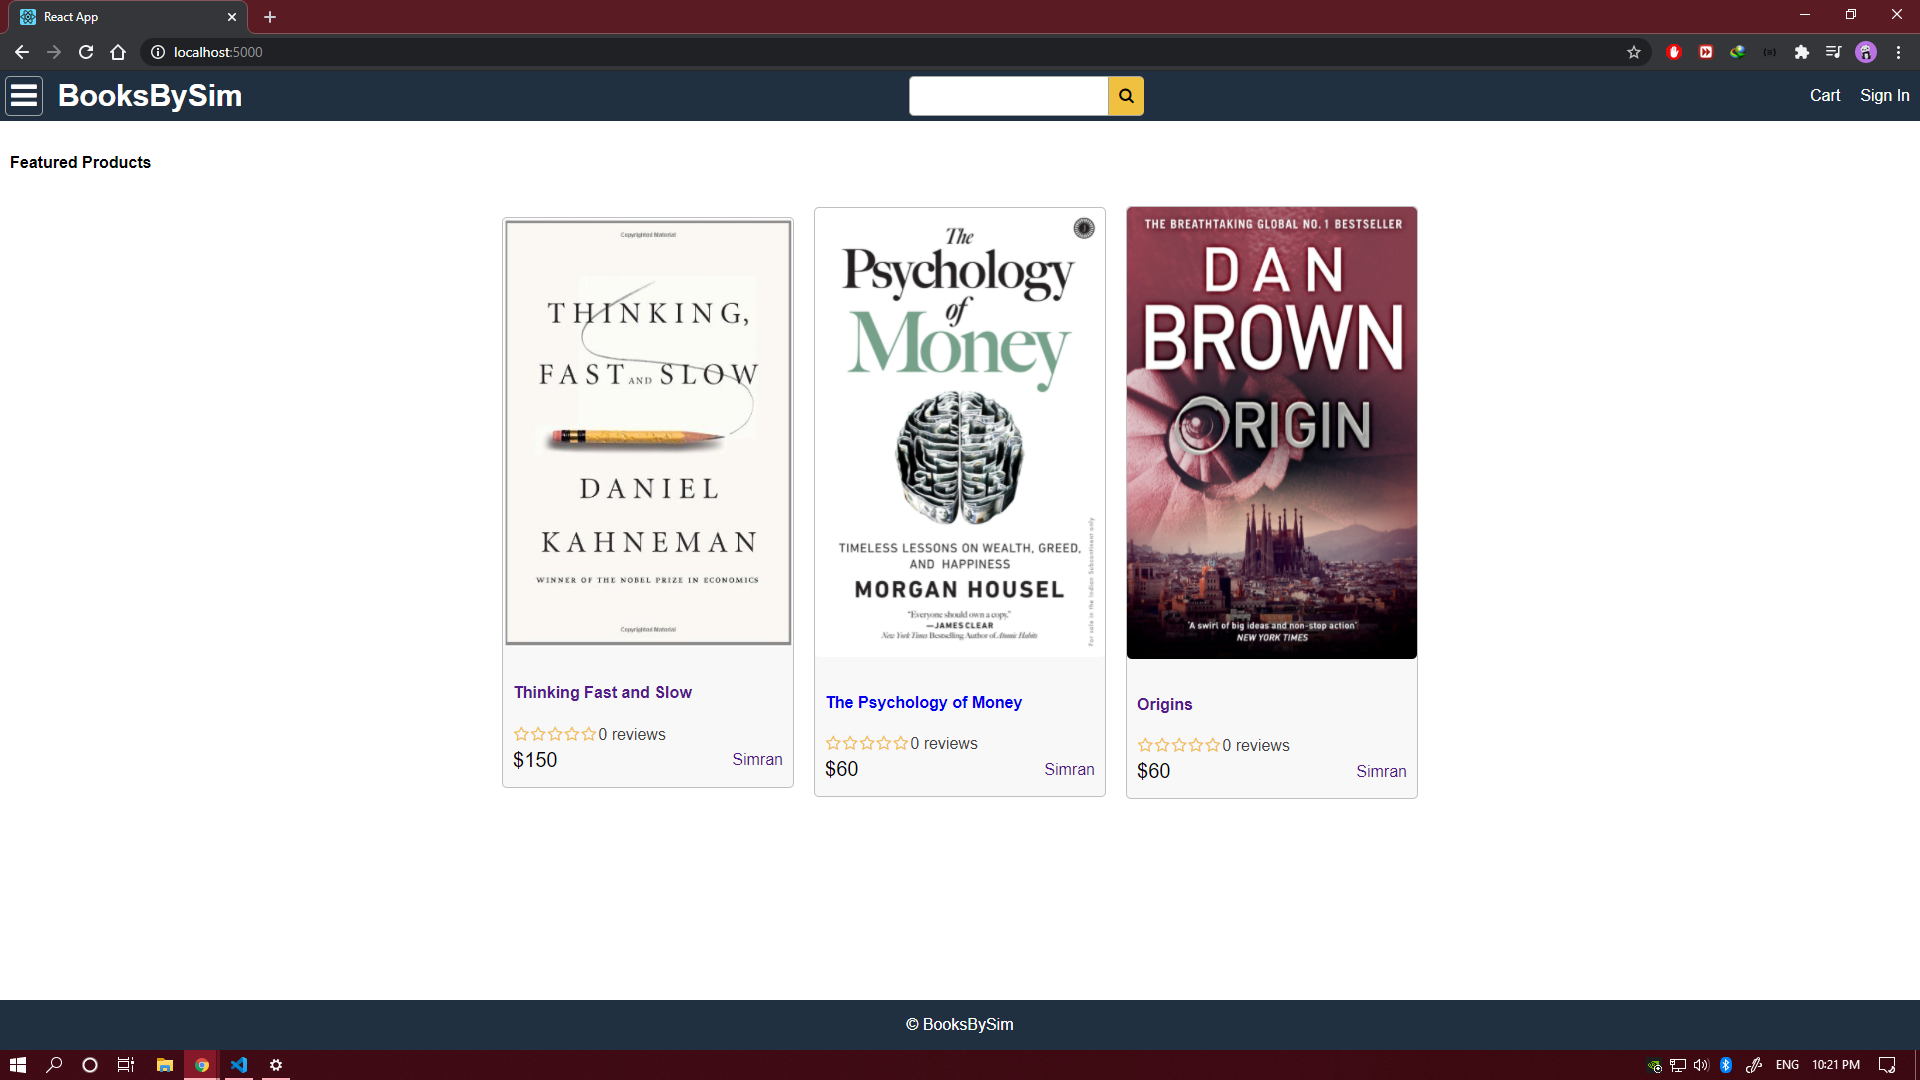 React App
localhost:5000
BooksBySim
Cart
Sign In
Featured Products
Copyrighted Material
THINKING,
FAST AND SLOW
DANIEL
KAHNEMAN
WINNER OF THE NOBEL PRIZE IN ECONOMICS
Copyrighted Material
Thinking Fast and Slow
0 reviews
$150
Simran
The
Psychology
of
Money
TIMELESS LESSONS ON WEALTH, GREED,
AND HAPPINESS
MORGAN HOUSEL
"Everyone should own a copy."
—JAMES CLEAR
New York Times Bestselling Author of Atomic Habits
For sale in the Indian Subcontinent only
The Psychology of Money
0 reviews
$60
Simran
THE BREATHTAKING GLOBAL NO. 1 BESTSELLER
DAN
BROWN
ORIGIN
'A swirl of big ideas and non-stop action'
NEW YORK TIMES
Origins
0 reviews
$60
Simran
© BooksBySim
ENG
10:21 PM